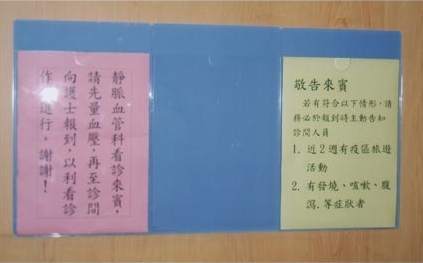 靜脈血管科看診來賓，
請先量血壓，再至診間
向護士報到，以利看診
作業進行，謝謝！
敬告來賓
若有符合以下情形，請
務必於報到時主動告知
診間人員
1. 近2週有疫區旅遊
活動
2. 有發燒、咳嗽、腹
瀉.等症狀者